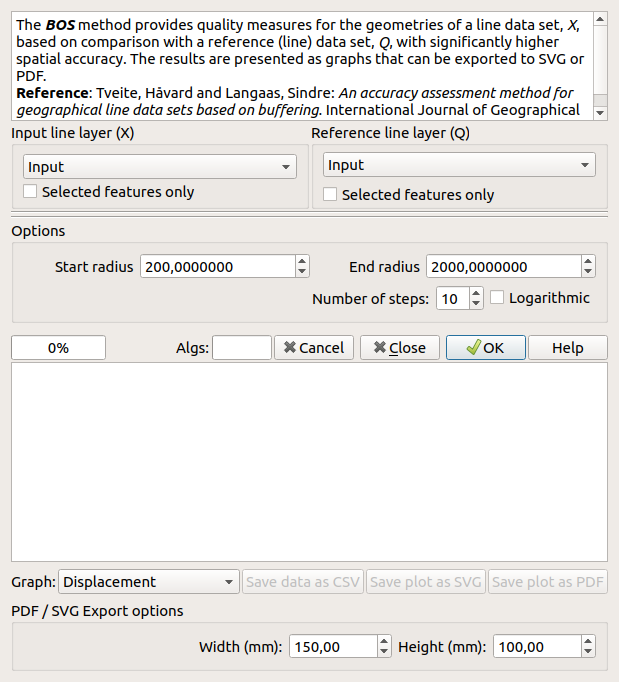 The BOS method provides quality measures for the geometries of a line data set, X,
based on comparison with a reference (line) data set, Q, with significantly higher
spatial accuracy. The results are presented as graphs that can be exported to SVG or
PDF.
Reference: Tveite, Håvard and Langaas, Sindre: An accuracy assessment method for
geographical line data sets based on buffering. International Journal of Geographical
Input line layer (X) Reference line layer (Q)
Input Input
Selected features only Selected features only
Options
Start radius 200,0000000 End radius 2000,0000000
Number of steps: 10 Logarithmic
0% Algs: Cancel Close OK Help
Graph: Displacement Save data as CSV Save plot as SVG Save plot as PDF
PDF / SVG Export options
Width (mm): 150,00 Height (mm): 100,00